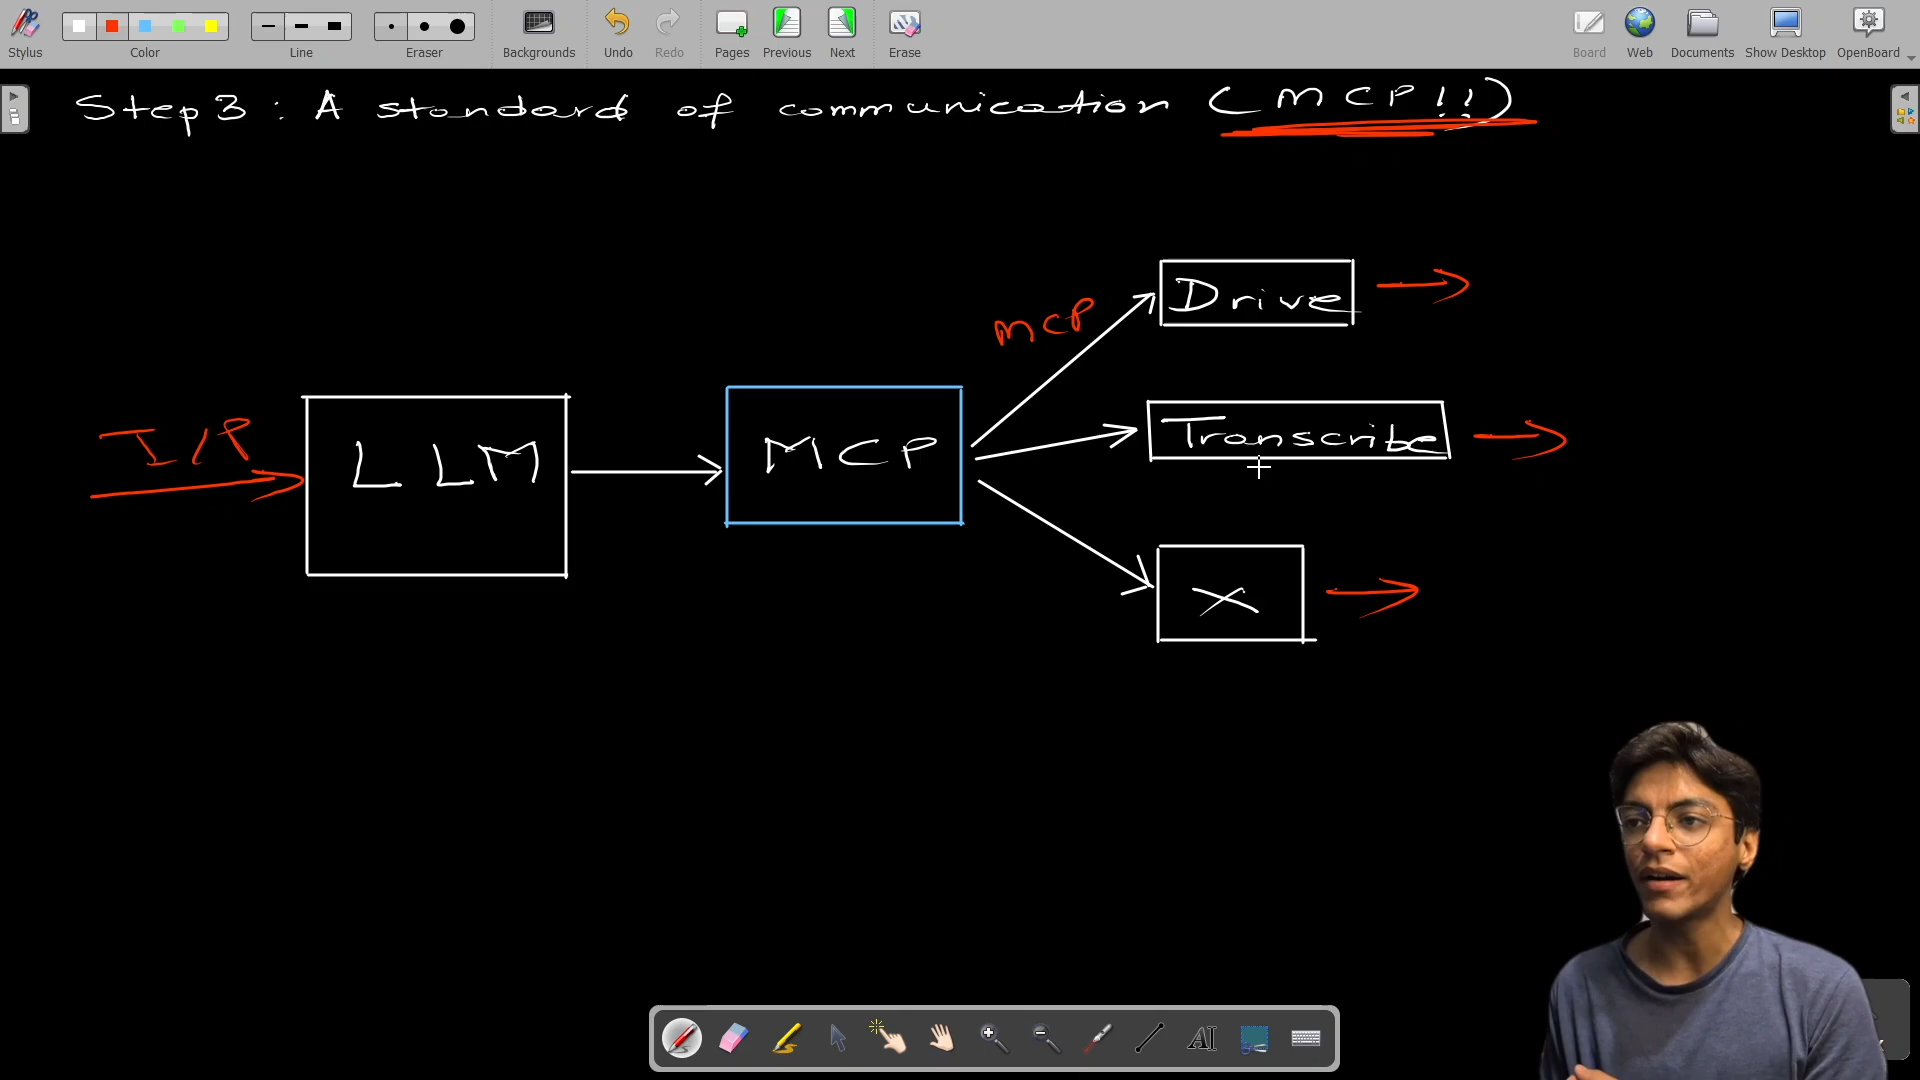 Stylus
Color
Line
Eraser
Backgrounds
Undo
Redo
Pages
Previous
Next
Erase
Board
Web
Documents
Show Desktop
OpenBoard
Step 3 : A standard of communication (MCP!!)
Drive
MCP
I/P
LLM
MCP
Transcribe
X
AI